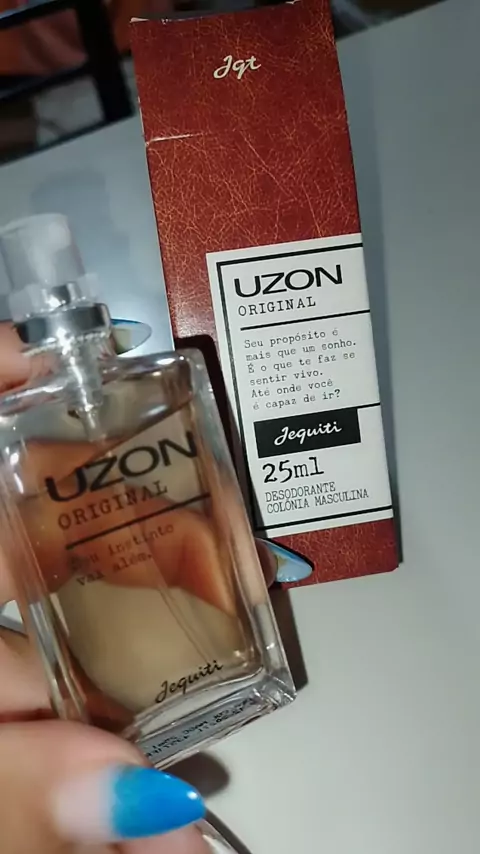 Jqt
UZON
ORIGINAL
Seu propósito é
mais que um sonho.
É o que te faz se
sentir vivo.
Até onde você
é capaz de ir?
Jequiti
25ml
DESODORANTE
COLÔNIA MASCULINA
UZON
ORIGINAL
Seu instinto
vai além.
Jequiti